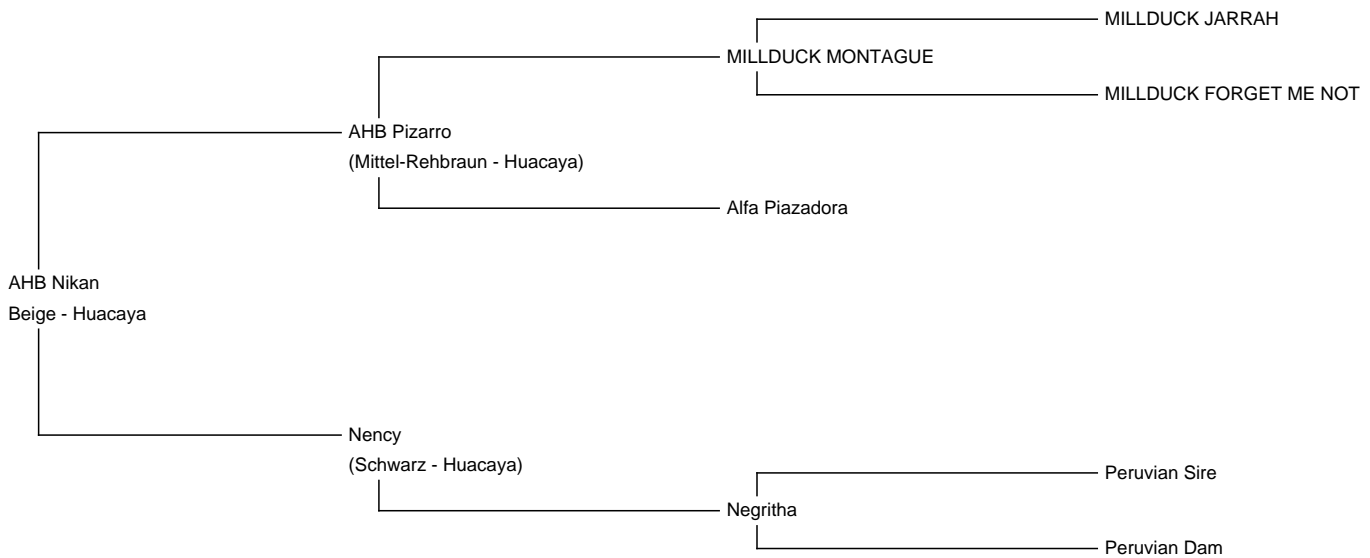 MILLDUCK JARRAH
MILLDUCK MONTAGUE
MILLDUCK FORGET ME NOT
AHB Pizarro
(Mittel-Rehbraun - Huacaya)
Alfa Piazadora
AHB Nikan
Beige - Huacaya
Nency
(Schwarz - Huacaya)
Peruvian Sire
Negritha
Peruvian Dam